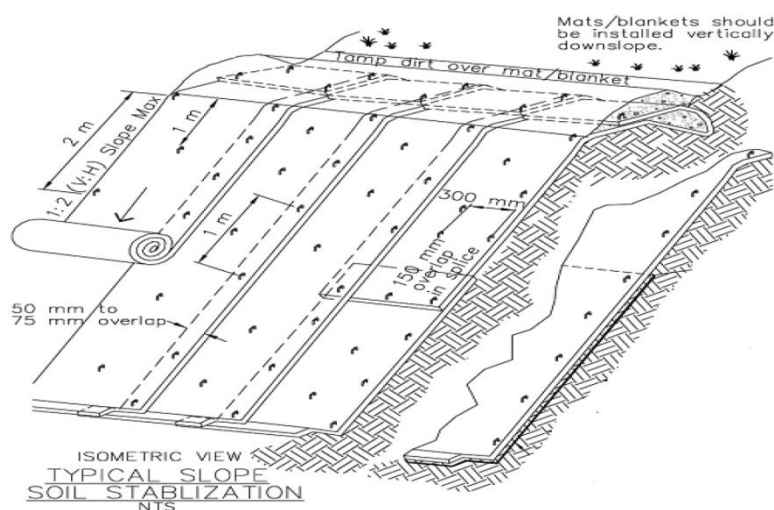 Mats/blankets should
be installed vertically
downslope.
Tamp dirt over mat/blanket
2 m
1 m
1:2 (V:H) Slope Max
300 mm
1 m
150 mm
overlap
in splice
50 mm to
75 mm overlap
ISOMETRIC VIEW
TYPICAL SLOPE
SOIL STABLIZATION
NTS